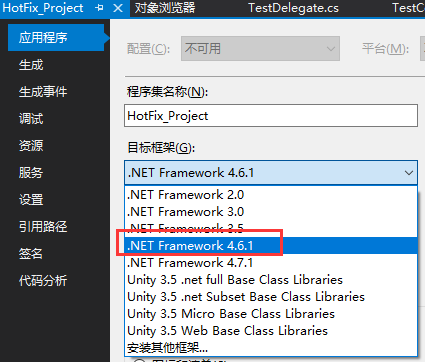 HotFix_Project
对象浏览器
TestDelegate.cs
TestC
应用程序
生成
生成事件
调试
资源
服务
设置
引用路径
签名
代码分析
配置(C):
不可用
平台(M):
程序集名称(N):
HotFix_Project
目标框架(G):
.NET Framework 4.6.1
.NET Framework 2.0
.NET Framework 3.0
.NET Framework 3.5
.NET Framework 4.6.1
.NET Framework 4.7.1
Unity 3.5 .net full Base Class Libraries
Unity 3.5 .net Subset Base Class Libraries
Unity 3.5 Micro Base Class Libraries
Unity 3.5 Web Base Class Libraries
安装其他框架...